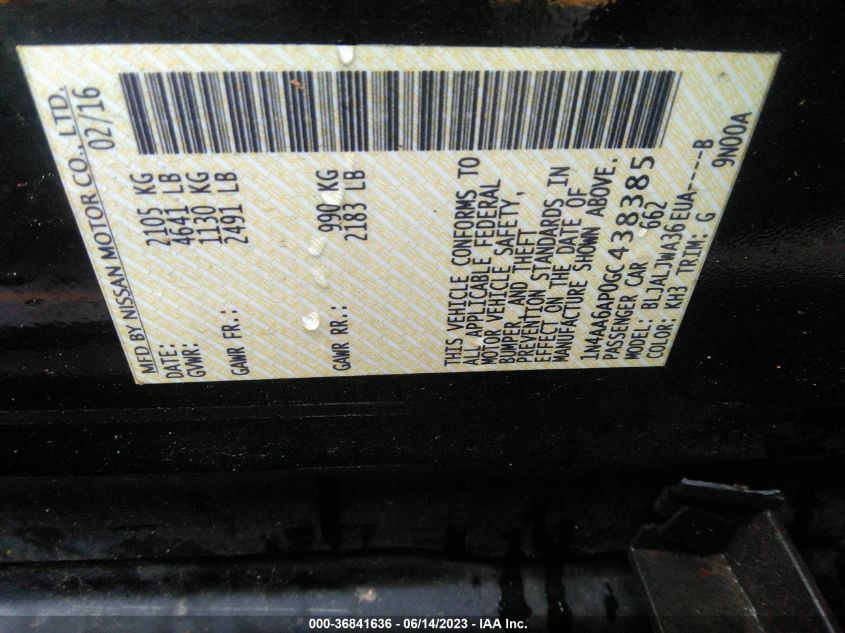 MFD BY NISSAN MOTOR CO., LTD.
DATE: 02/16
GVWR: 2105 KG
4641 LB
GAWR FR.: 1130 KG
2491 LB
GAWR RR.: 990 KG
2183 LB
THIS VEHICLE CONFORMS TO
ALL APPLICABLE FEDERAL
MOTOR VEHICLE SAFETY,
BUMPER AND THEFT
PREVENTION STANDARDS IN
EFFECT ON THE DATE OF
MANUFACTURE SHOWN ABOVE.
1N4AA6AP0GC438385
PASSENGER CAR 662
MODEL: BLJALJWA36EUA-----B
COLOR: KH3 TRIM: G 9N00A
000-36841636 - 06/14/2023 - IAA Inc.